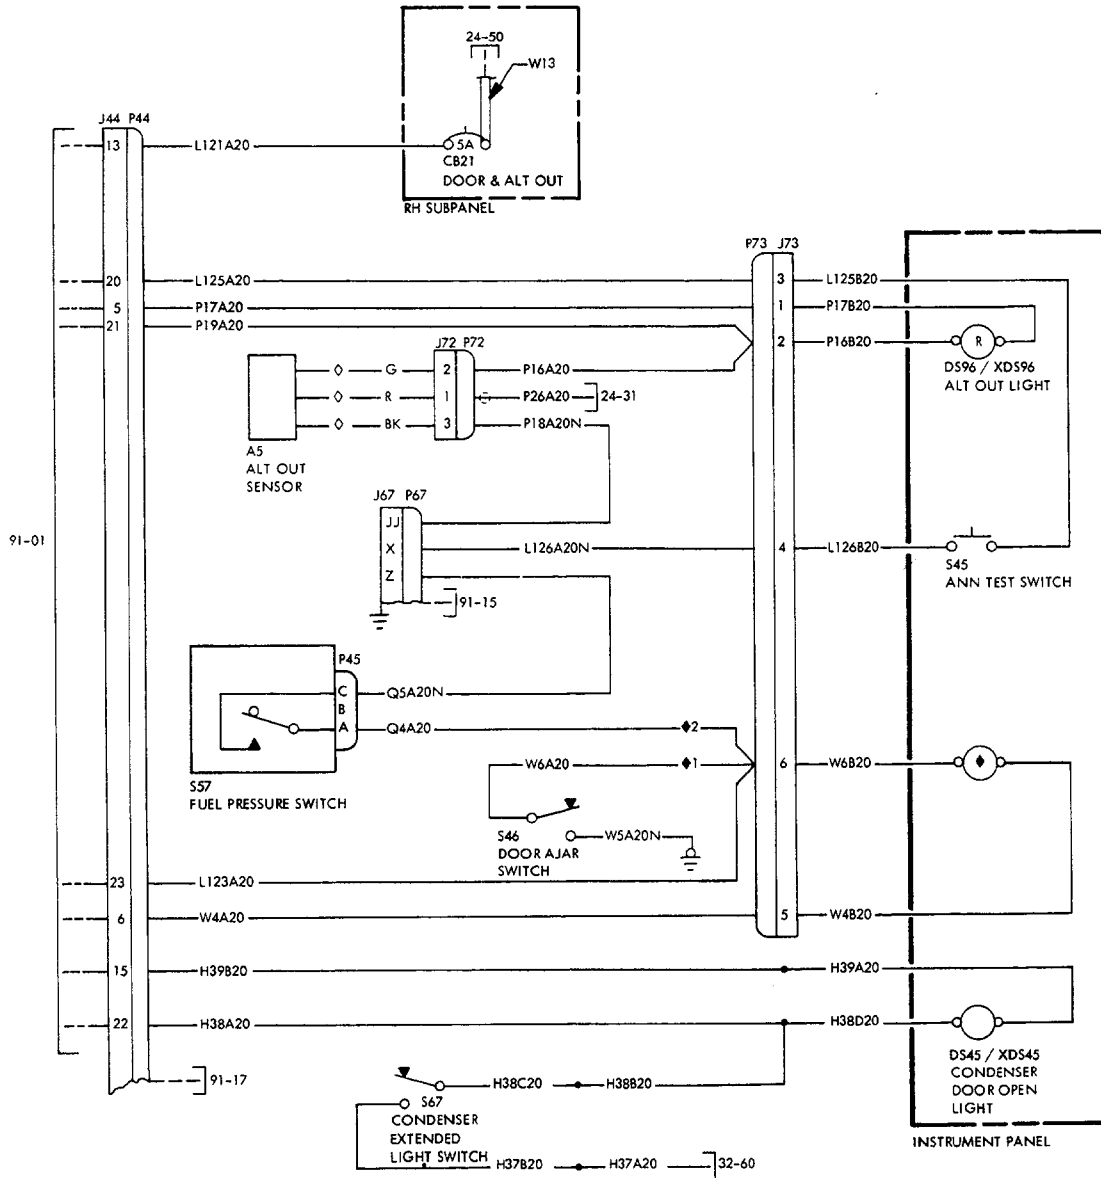 24-50
W13
J44 P44
13
L121A20
5A
CB21
DOOR & ALT OUT
RH SUBPANEL
P73 J73
20
L125A20
3
L125B20
5
P17A20
1
P17B20
21
P19A20
2
P16B20
R
DS96 / XDS96
ALT OUT LIGHT
J72 P72
G
2
P16A20
R
1
P26A20
24-31
BK
3
P18A20N
A5
ALT OUT
SENSOR
J67 P67
JJ
91-01
X
L126A20N
4
L126B20
S45
ANN TEST SWITCH
Z
91-15
P45
C
Q5A20N
B
A
Q4A20
2
W6A20
1
6
W6B20
S57
FUEL PRESSURE SWITCH
S46
DOOR AJAR
SWITCH
W5A20N
23
L123A20
6
W4A20
5
W4B20
15
H39B20
H39A20
22
H38A20
H38D20
DS45 / XDS45
CONDENSER
DOOR OPEN
LIGHT
91-17
H38C20
H38B20
S67
CONDENSER
EXTENDED
LIGHT SWITCH
INSTRUMENT PANEL
H37B20
H37A20
32-60